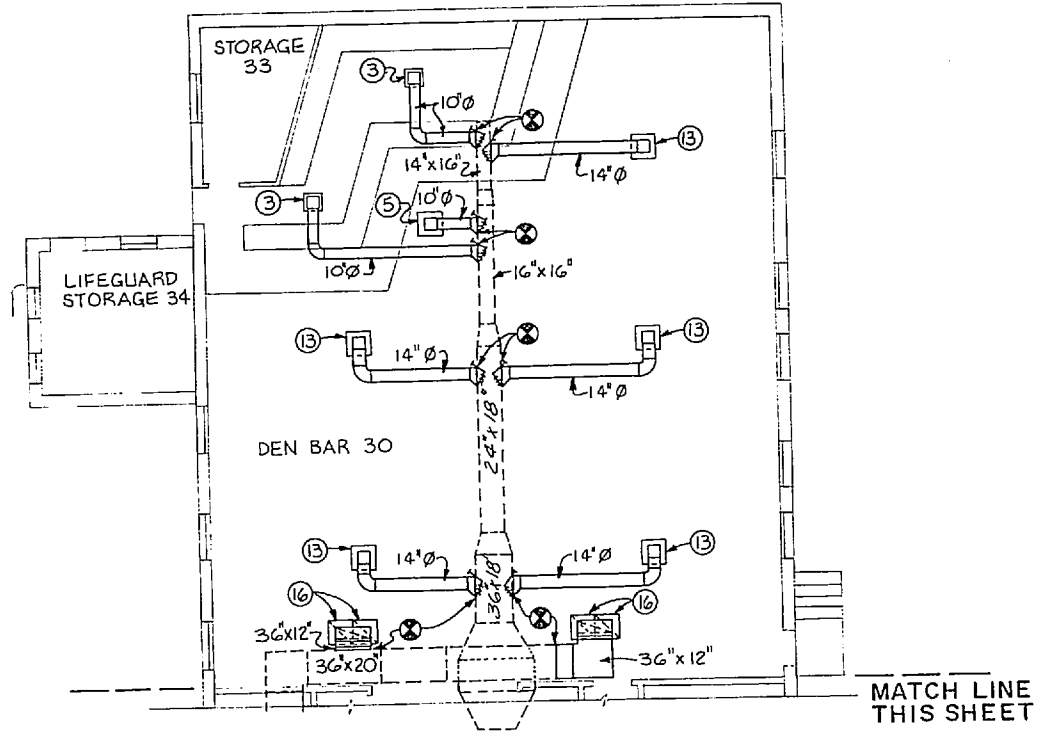 STORAGE
33
3
10"Ø
13
14"x16"
14"Ø
3
5
10"Ø
10"Ø
16"x16"
LIFEGUARD
STORAGE 34
13
13
14"Ø
14"Ø
24"x18"
DEN BAR 30
13
13
14"Ø
14"Ø
36"x18"
16
16
36"x12"
36"x20"
36"x12"
MATCH LINE
THIS SHEET